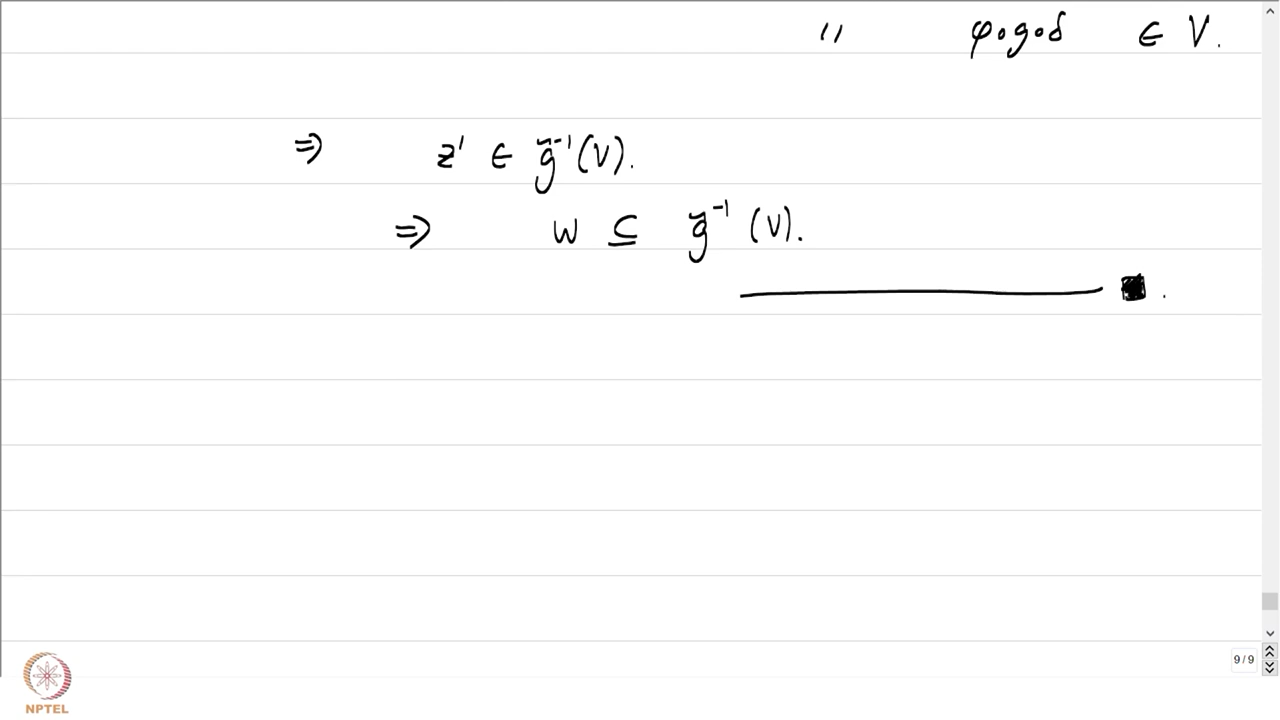 〃 φ∘g∘δ ∈ V.
⇒ z' ∈ g̃⁻¹(V).
⇒ W ⊆ g̃⁻¹(V).
9 / 9
NPTEL